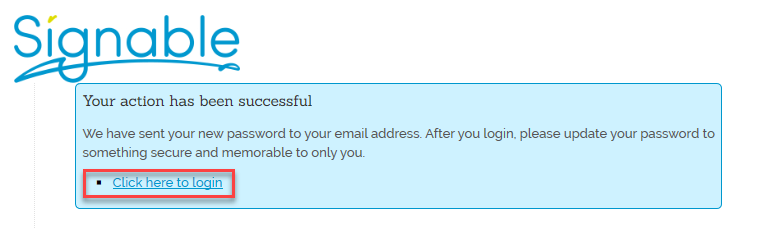 Signable
Your action has been successful
We have sent your new password to your email address. After you login, please update your password to
something secure and memorable to only you.
Click here to login